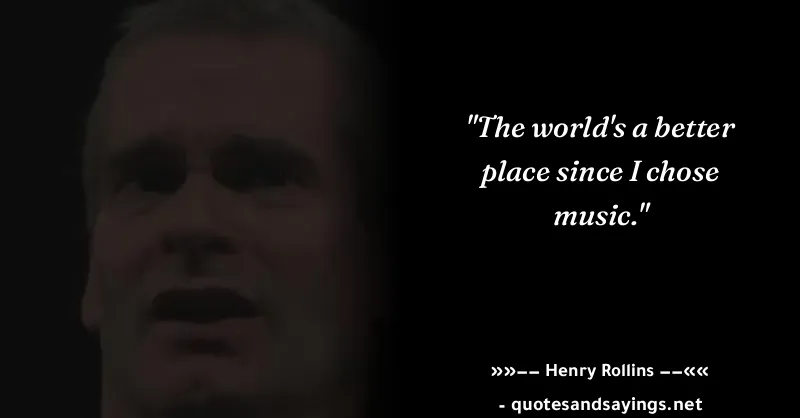 "The world's a better
place since I chose
music."
»»–– Henry Rollins ––««
- quotesandsayings.net